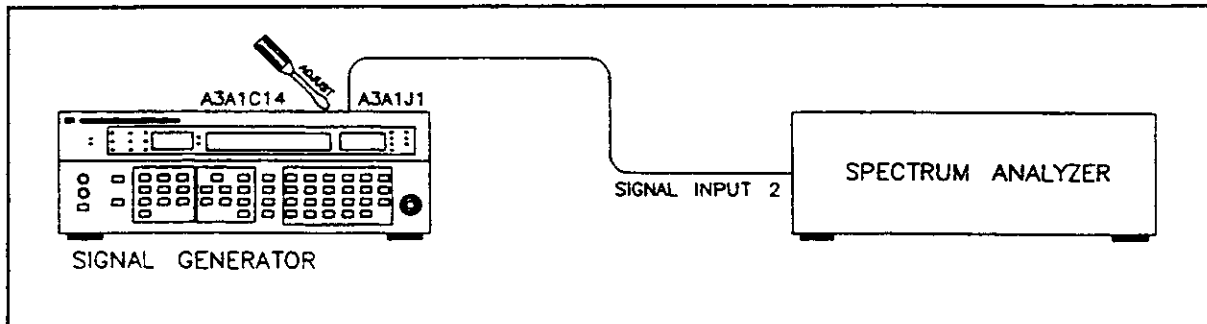 ADJUST
A3A1C14
A3A1J1
SPECTRUM ANALYZER
SIGNAL INPUT 2
SIGNAL GENERATOR